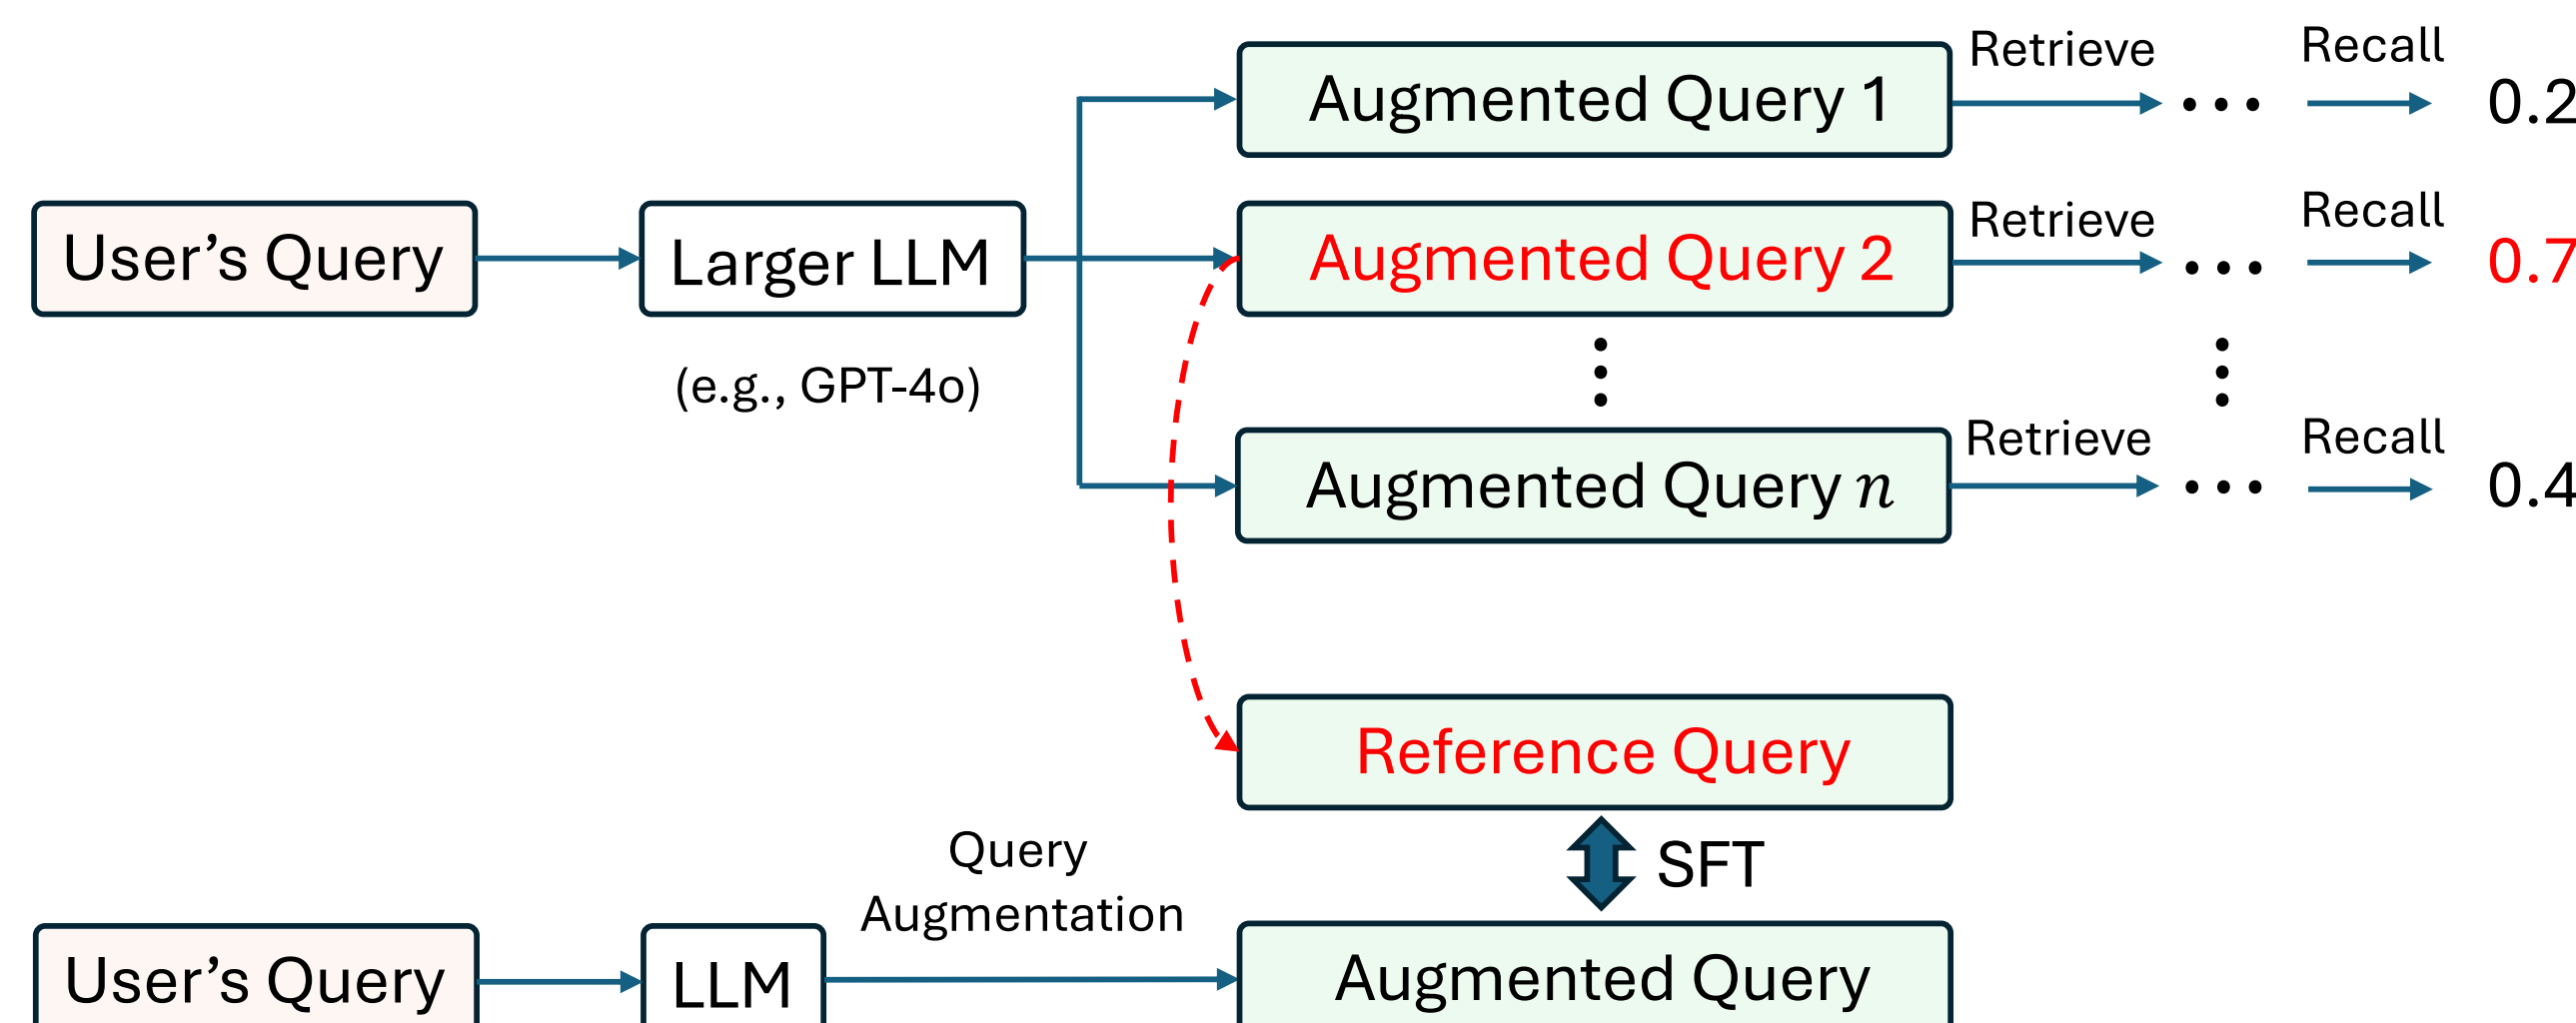 Retrieve
Recall
Augmented Query 1
0.2
User's Query
Larger LLM
(e.g., GPT-4o)
Retrieve
Recall
Augmented Query 2
0.7
Retrieve
Recall
Augmented Query n
0.4
Reference Query
SFT
User's Query
LLM
Query
Augmentation
Augmented Query